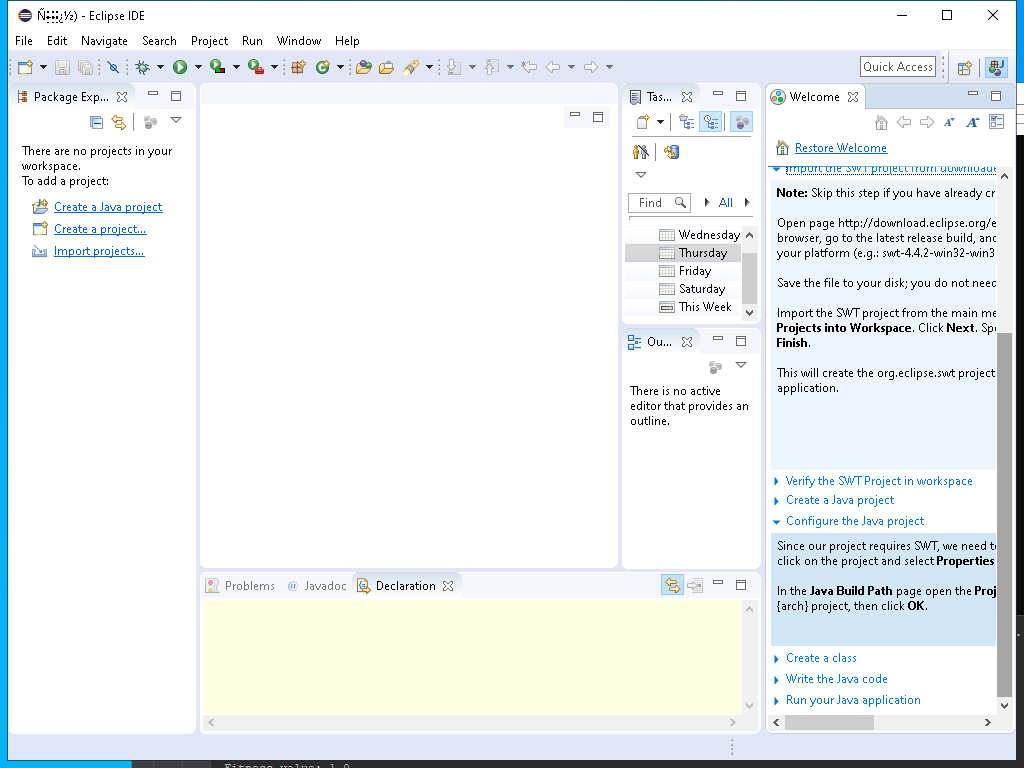 - Eclipse IDE
File Edit Navigate Search Project Run Window Help
Quick Access
Package Exp...
There are no projects in your
workspace.
To add a project:
Create a Java project
Create a project...
Import projects...
Tas...
Find
All
Wednesday
Thursday
Friday
Saturday
This Week
Ou...
There is no active
editor that provides an
outline.
Problems @ Javadoc Declaration
Welcome
Restore Welcome
Import the SWT project from downloade
Note: Skip this step if you have already cr
Open page http://download.eclipse.org/e
browser, go to the latest release build, and
your platform (e.g.: swt-4.4.2-win32-win3
Save the file to your disk; you do not need
Import the SWT project from the main me
Projects into Workspace. Click Next. Spe
Finish.
This will create the org.eclipse.swt project
application.
Verify the SWT Project in workspace
Create a Java project
Configure the Java project
Since our project requires SWT, we need to
click on the project and select Properties
In the Java Build Path page open the Proj
{arch} project, then click OK.
Create a class
Write the Java code
Run your Java application